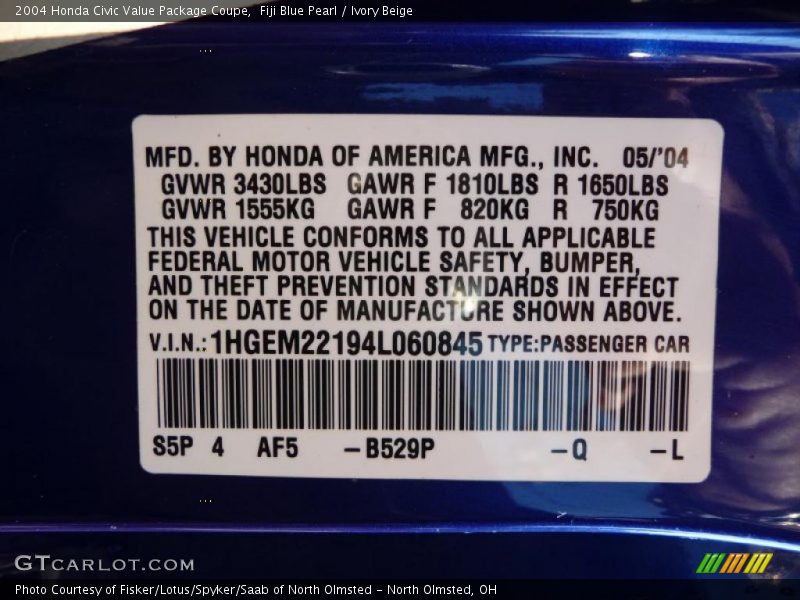 2004 Honda Civic Value Package Coupe,  Fiji Blue Pearl / Ivory Beige
MFD. BY HONDA OF AMERICA MFG., INC. 05/'04
GVWR 3430LBS GAWR F 1810LBS R 1650LBS
GVWR 1555KG GAWR F 820KG R 750KG
THIS VEHICLE CONFORMS TO ALL APPLICABLE
FEDERAL MOTOR VEHICLE SAFETY, BUMPER,
AND THEFT PREVENTION STANDARDS IN EFFECT
ON THE DATE OF MANUFACTURE SHOWN ABOVE.
V.I.N.: 1HGEM22194L060845 TYPE:PASSENGER CAR
S5P 4 AF5 -B529P -Q -L
GTCARLOT.COM
Photo Courtesy of Fisker/Lotus/Spyker/Saab of North Olmsted - North Olmsted, OH